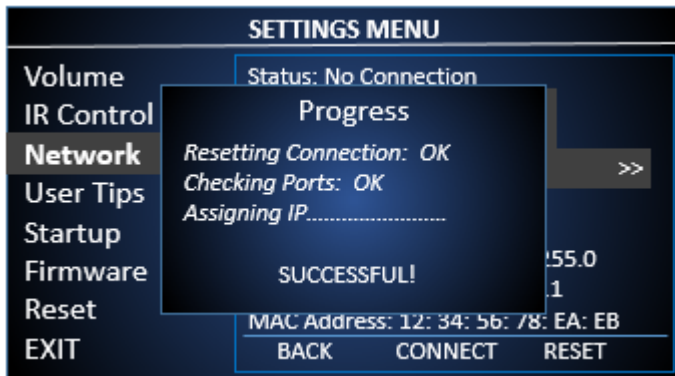 SETTINGS MENU
Volume
IR Control
Network
User Tips
Startup
Firmware
Reset
EXIT
Status: No Connection
Progress
Resetting Connection: OK
Checking Ports: OK
Assigning IP........................
SUCCESSFUL!
>>
255.0
.1
MAC Address: 12: 34: 56: 78: EA: EB
BACK CONNECT RESET